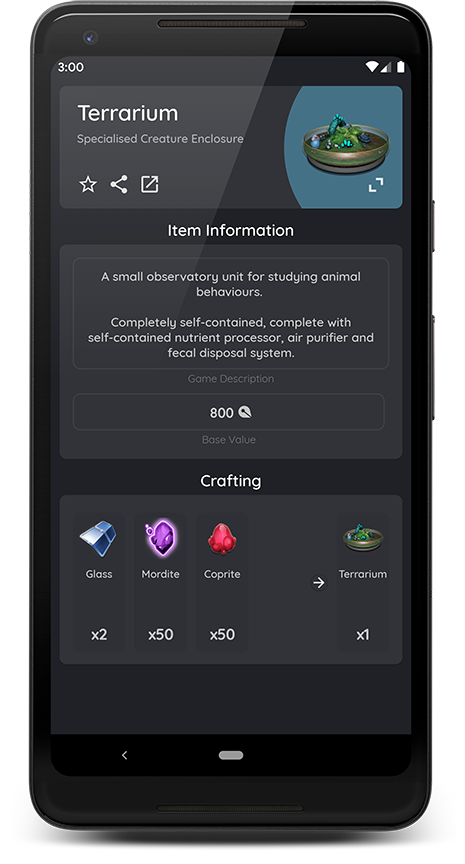 3:00
Terrarium
Specialised Creature Enclosure
Item Information
A small observatory unit for studying animal
behaviours.
Completely self-contained, complete with
self-contained nutrient processor, air purifier and
fecal disposal system.
Game Description
800
Base Value
Crafting
Glass Mordite Coprite Terrarium
x2 x50 x50 x1